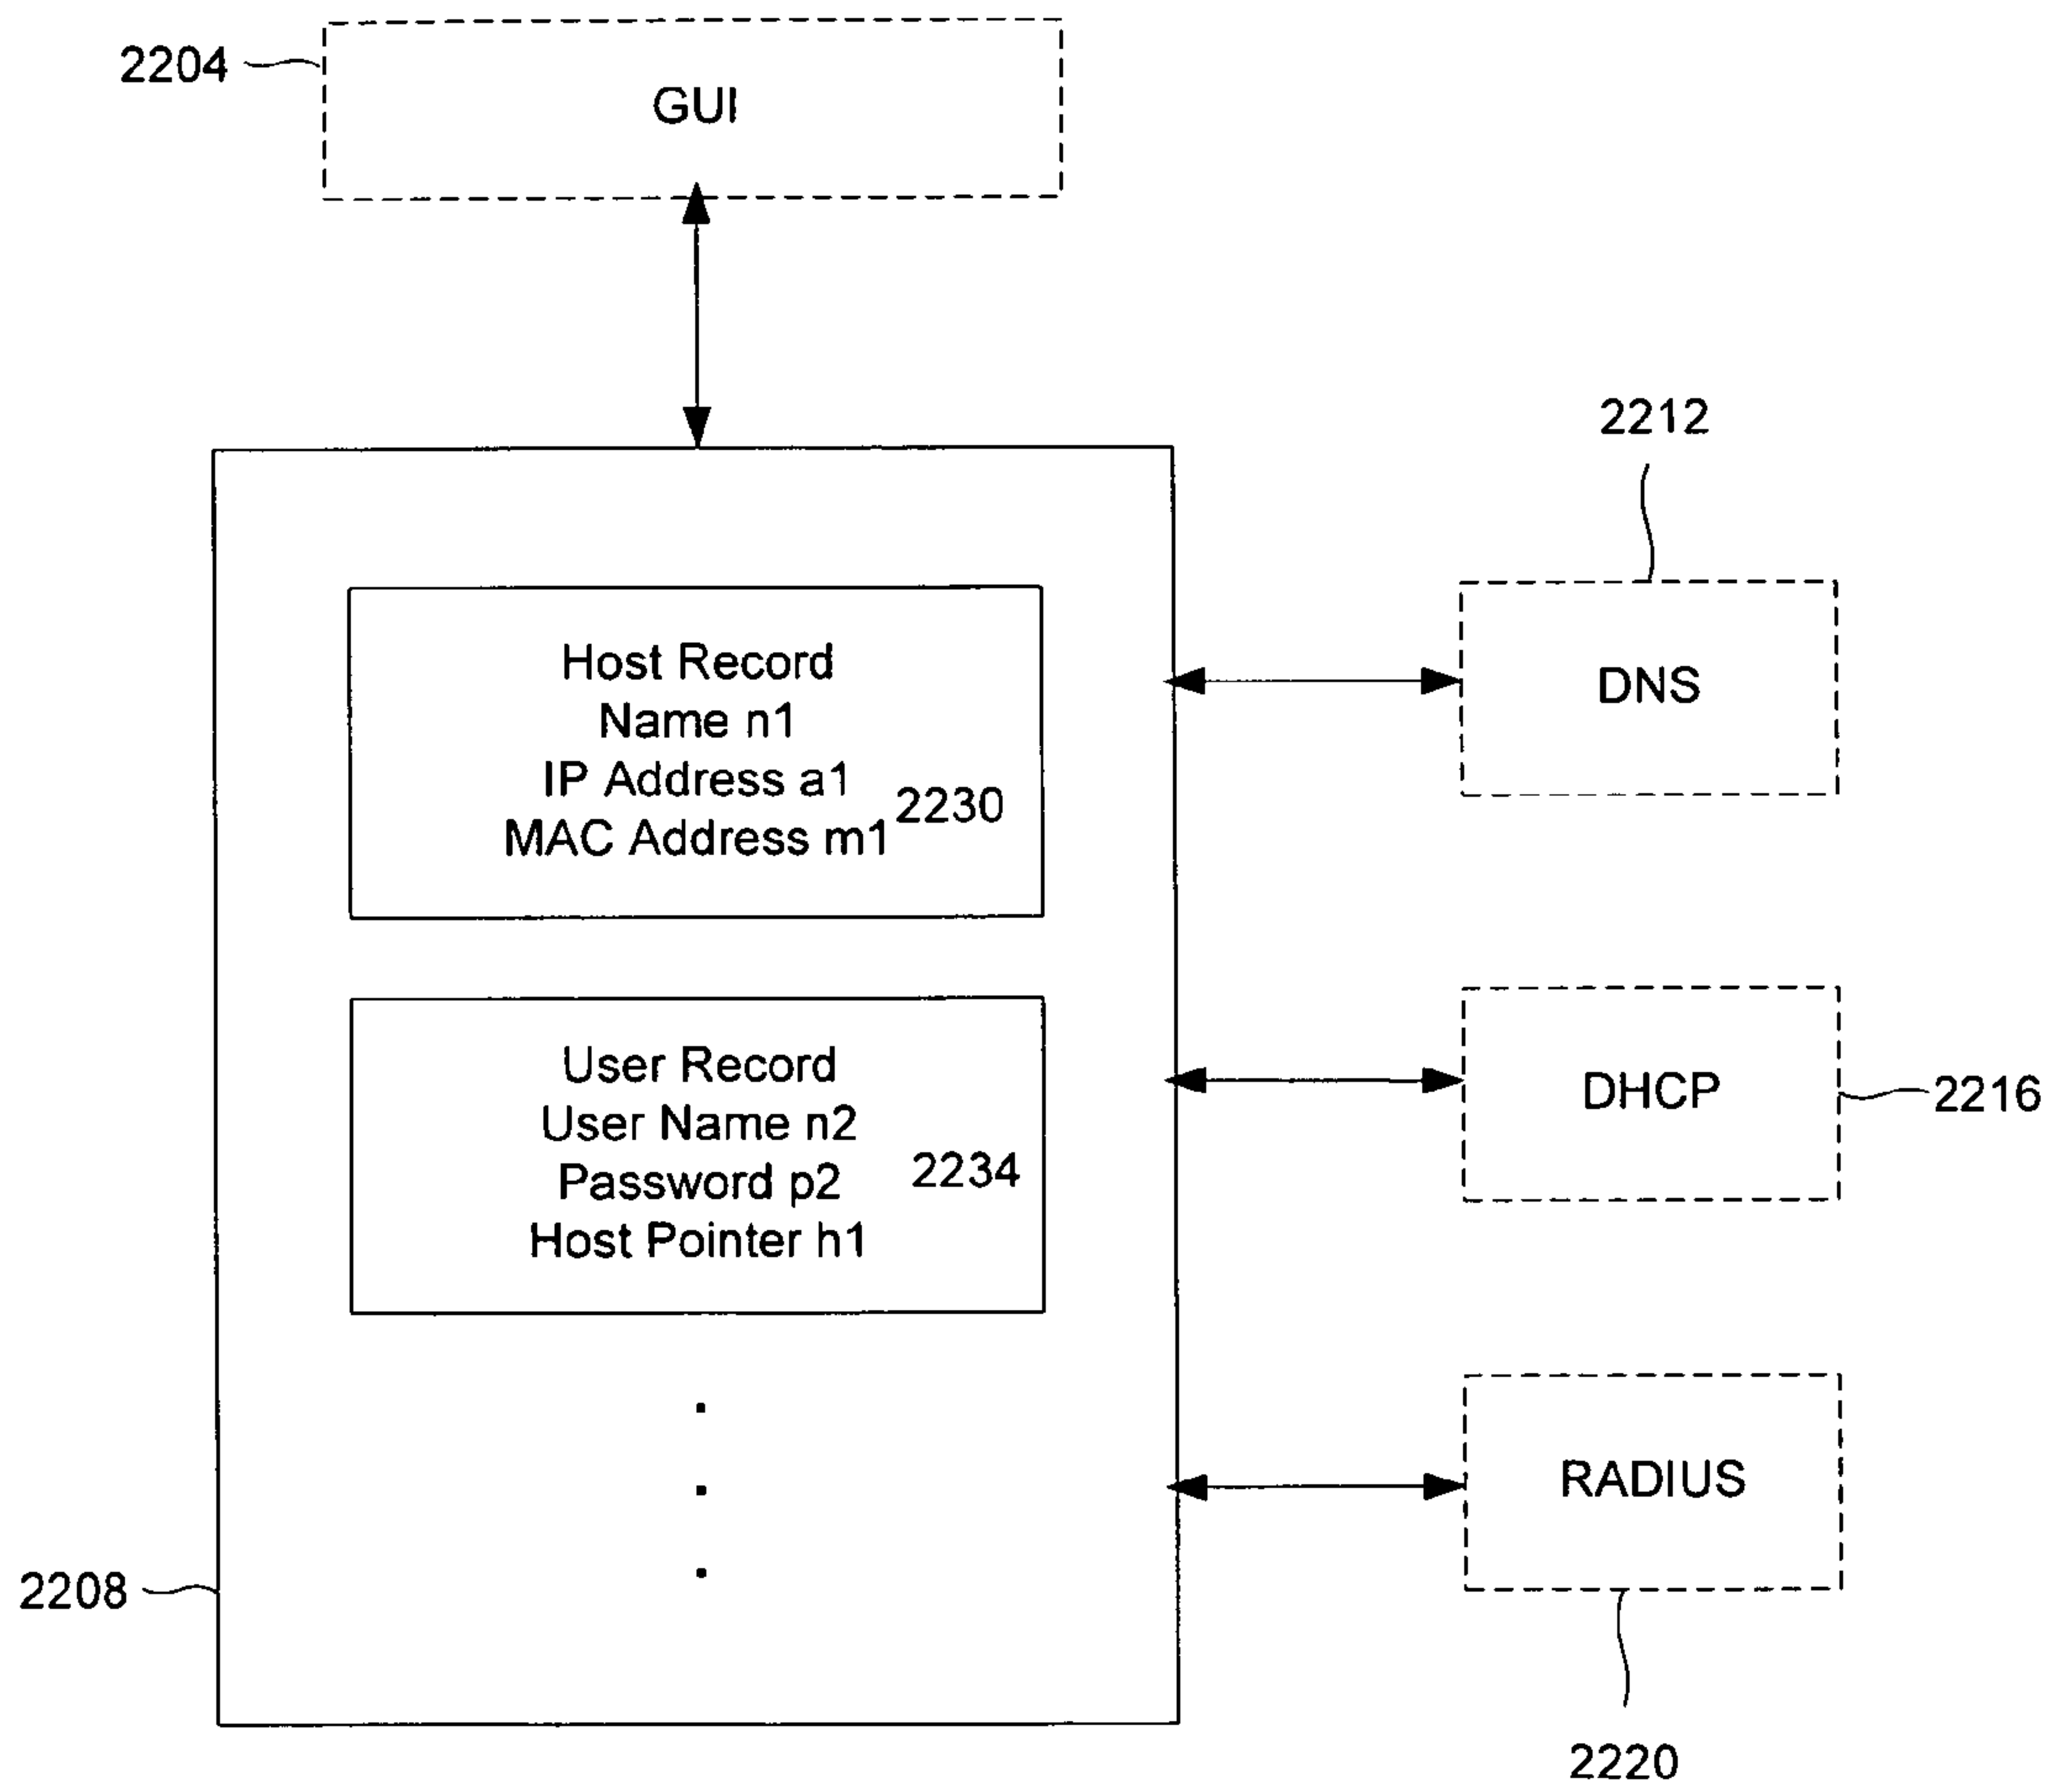 2204
GUI
2212
Host Record
Name n1
IP Address a1
MAC Address m1
2230
DNS
User Record
User Name n2
Password p2
Host Pointer h1
2234
DHCP
2216
RADIUS
2208
2220